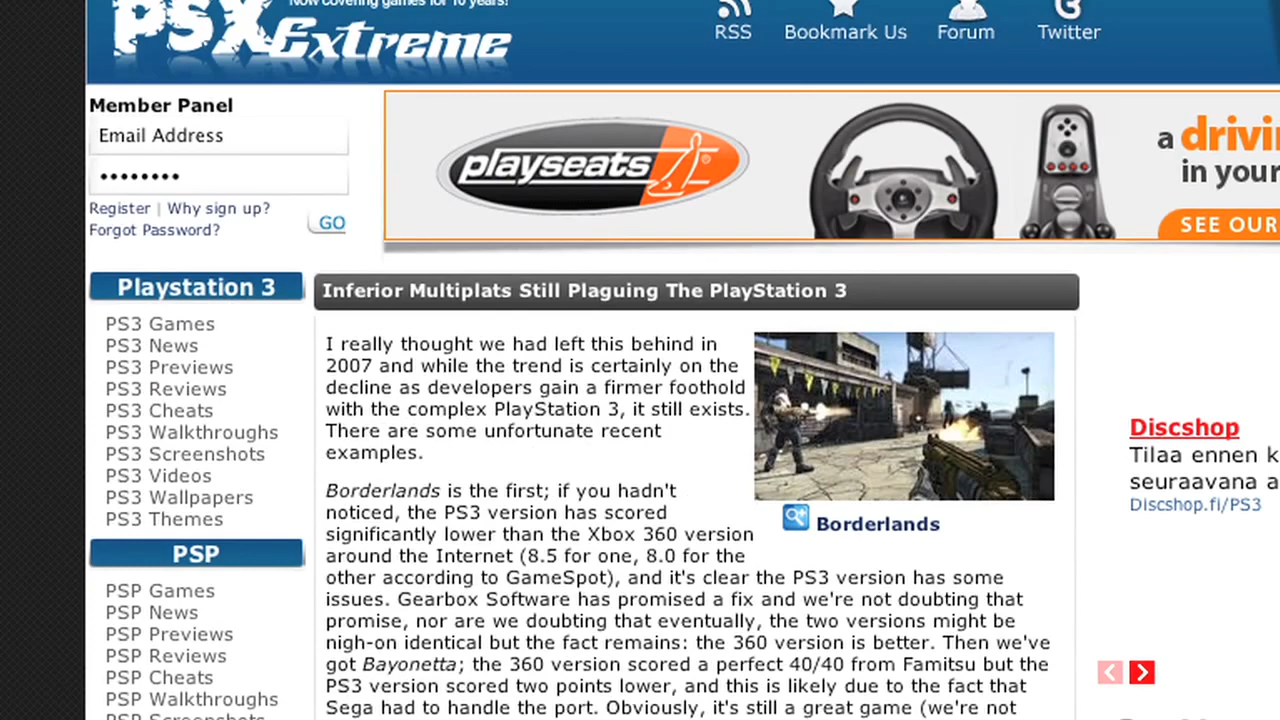 Now covering games for 10 years!
PSXExtreme
RSS
Bookmark Us
Forum
Twitter
Member Panel
Email Address
••••••••
Register | Why sign up?
Forgot Password?
GO
playseats®
a drivi
in your
SEE OUR
Playstation 3
PS3 Games
PS3 News
PS3 Previews
PS3 Reviews
PS3 Cheats
PS3 Walkthroughs
PS3 Screenshots
PS3 Videos
PS3 Wallpapers
PS3 Themes
PSP
PSP Games
PSP News
PSP Previews
PSP Reviews
PSP Cheats
PSP Walkthroughs
PSP Screenshots
Inferior Multiplats Still Plaguing The PlayStation 3
I really thought we had left this behind in
2007 and while the trend is certainly on the
decline as developers gain a firmer foothold
with the complex PlayStation 3, it still exists.
There are some unfortunate recent
examples.
Borderlands is the first; if you hadn't
noticed, the PS3 version has scored
significantly lower than the Xbox 360 version
around the Internet (8.5 for one, 8.0 for the
other according to GameSpot), and it's clear the PS3 version has some
issues. Gearbox Software has promised a fix and we're not doubting that
promise, nor are we doubting that eventually, the two versions might be
nigh-on identical but the fact remains: the 360 version is better. Then we've
got Bayonetta; the 360 version scored a perfect 40/40 from Famitsu but the
PS3 version scored two points lower, and this is likely due to the fact that
Sega had to handle the port. Obviously, it's still a great game (we're not
Borderlands
Discshop
Tilaa ennen k
seuraavana a
Discshop.fi/PS3